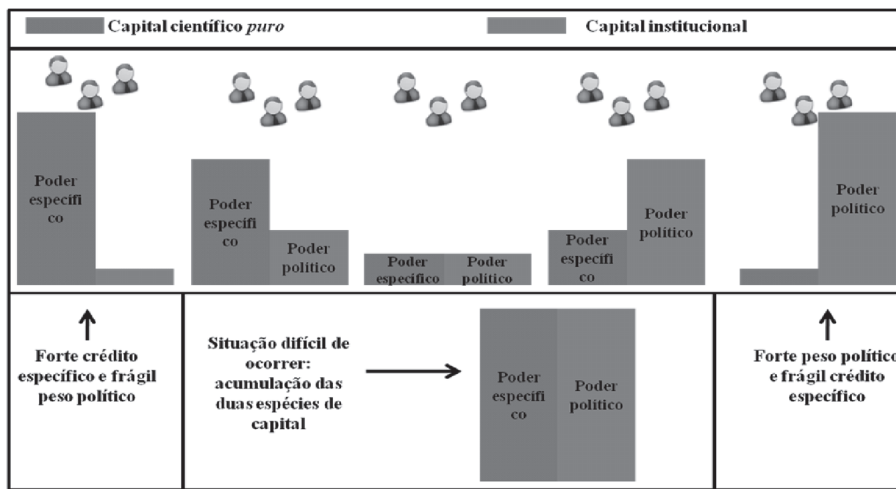 Capital científico puro
Capital institucional
Poder
específi
co
Poder
específi
co
Poder
político
Poder
específico
Poder
político
Poder
específi
co
Poder
político
Poder
político
Forte crédito
específico e frágil
peso político
Situação difícil de
ocorrer:
acumulação das
duas espécies de
capital
Poder
específi
co
Poder
político
Forte peso político
e frágil crédito
específico